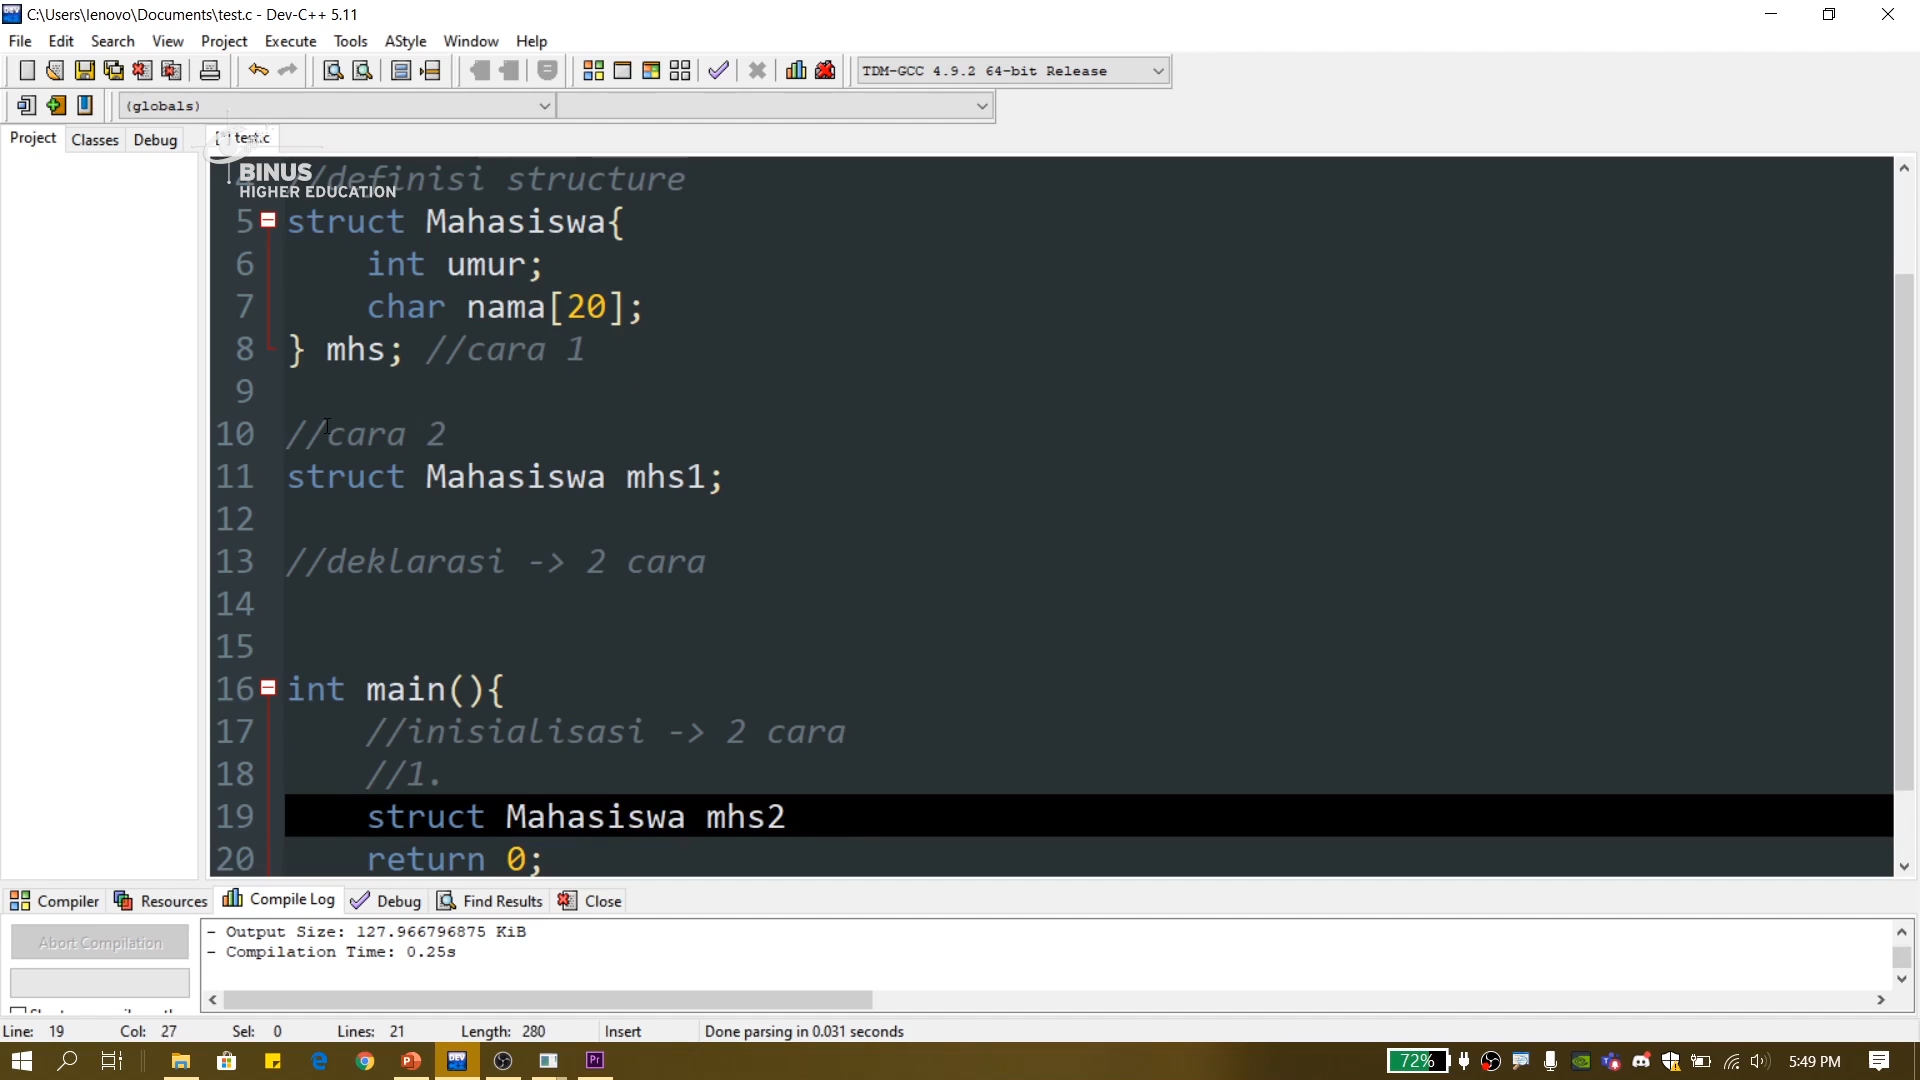 C:\Users\lenovo\Documents\test.c - Dev-C++ 5.11
File Edit Search View Project Execute Tools AStyle Window Help
TDM-GCC 4.9.2 64-bit Release
(globals)
Project Classes Debug [*] test.c
BINUS
HIGHER EDUCATION
4 //definisi structure
5 struct Mahasiswa{
6 int umur;
7 char nama[20];
8 } mhs; //cara 1
9
10 //cara 2
11 struct Mahasiswa mhs1;
12
13 //deklarasi -> 2 cara
14
15
16 int main(){
17 //inisialisasi -> 2 cara
18 //1.
19 struct Mahasiswa mhs2
20 return 0;
Compiler Resources Compile Log Debug Find Results Close
Abort Compilation
- Output Size: 127.966796875 KiB
- Compilation Time: 0.25s
Line: 19 Col: 27 Sel: 0 Lines: 21 Length: 280 Insert Done parsing in 0.031 seconds
72% 5:49 PM